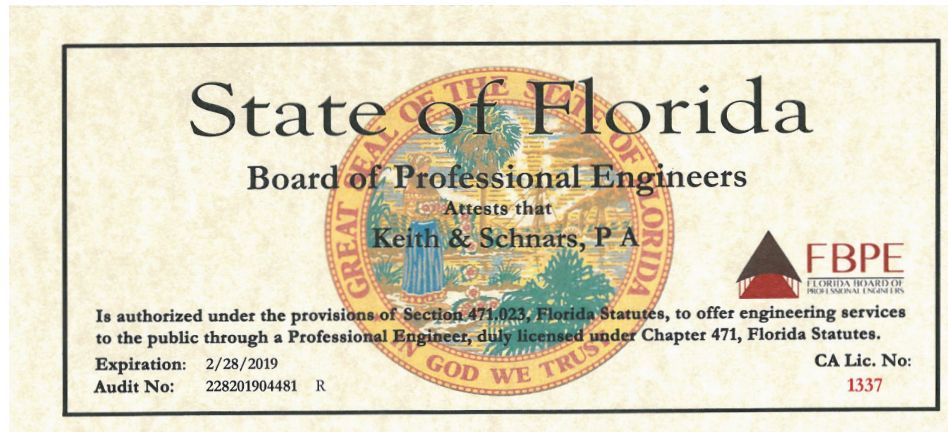 State of Florida
Board of Professional Engineers
Attests that
Keith & Schnars, P A
FBPE
FLORIDA BOARD OF
PROFESSIONAL ENGINEERS
Is authorized under the provisions of Section 471.023, Florida Statutes, to offer engineering services
to the public through a Professional Engineer, duly licensed under Chapter 471, Florida Statutes.
Expiration: 2/28/2019
CA Lic. No:
Audit No: 228201904481 R
1337
GREAT SEAL OF THE STATE OF FLORIDA
IN GOD WE TRUST